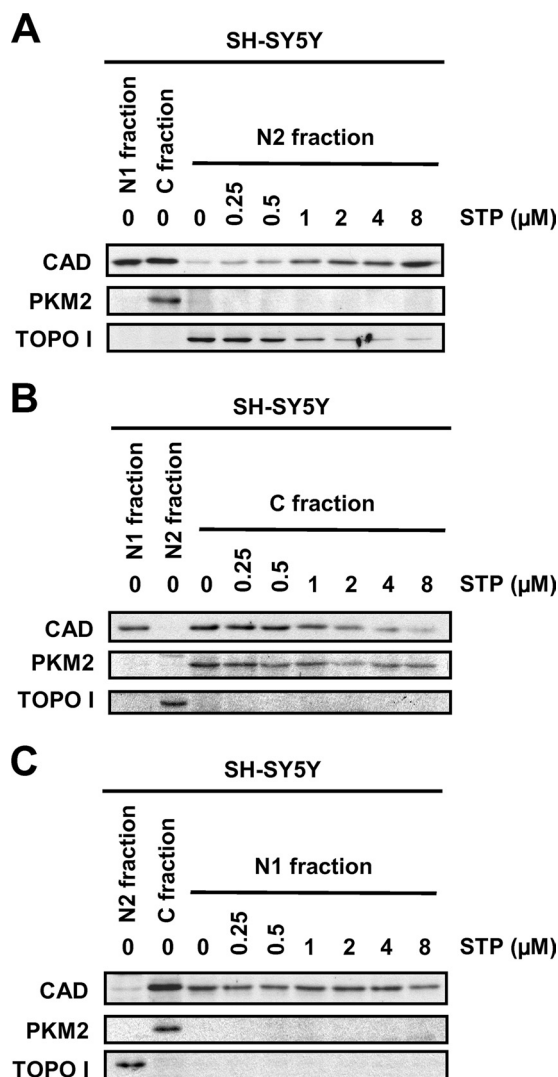 A
SH-SY5Y
N1 fraction
C fraction
N2 fraction
0 0 0 0.25 0.5 1 2 4 8 STP (µM)
CAD
PKM2
TOPO I
B
SH-SY5Y
N1 fraction
N2 fraction
C fraction
0 0 0 0.25 0.5 1 2 4 8 STP (µM)
CAD
PKM2
TOPO I
C
SH-SY5Y
N2 fraction
C fraction
N1 fraction
0 0 0 0.25 0.5 1 2 4 8 STP (µM)
CAD
PKM2
TOPO I